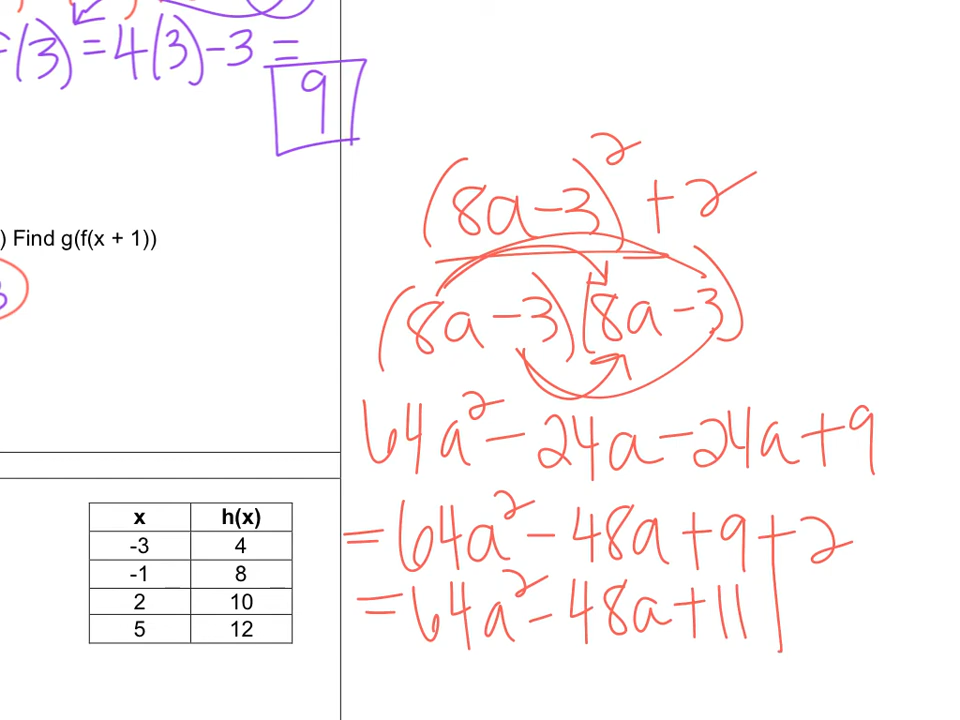 (3) = 4(3) - 3 =
9
(8a - 3)² + 2
) Find g(f(x + 1))
(8a - 3)(8a - 3)
64a² - 24a - 24a + 9
= 64a² - 48a + 9 + 2
= 64a² - 48a + 11
x h(x)
-3 4
-1 8
2 10
5 12